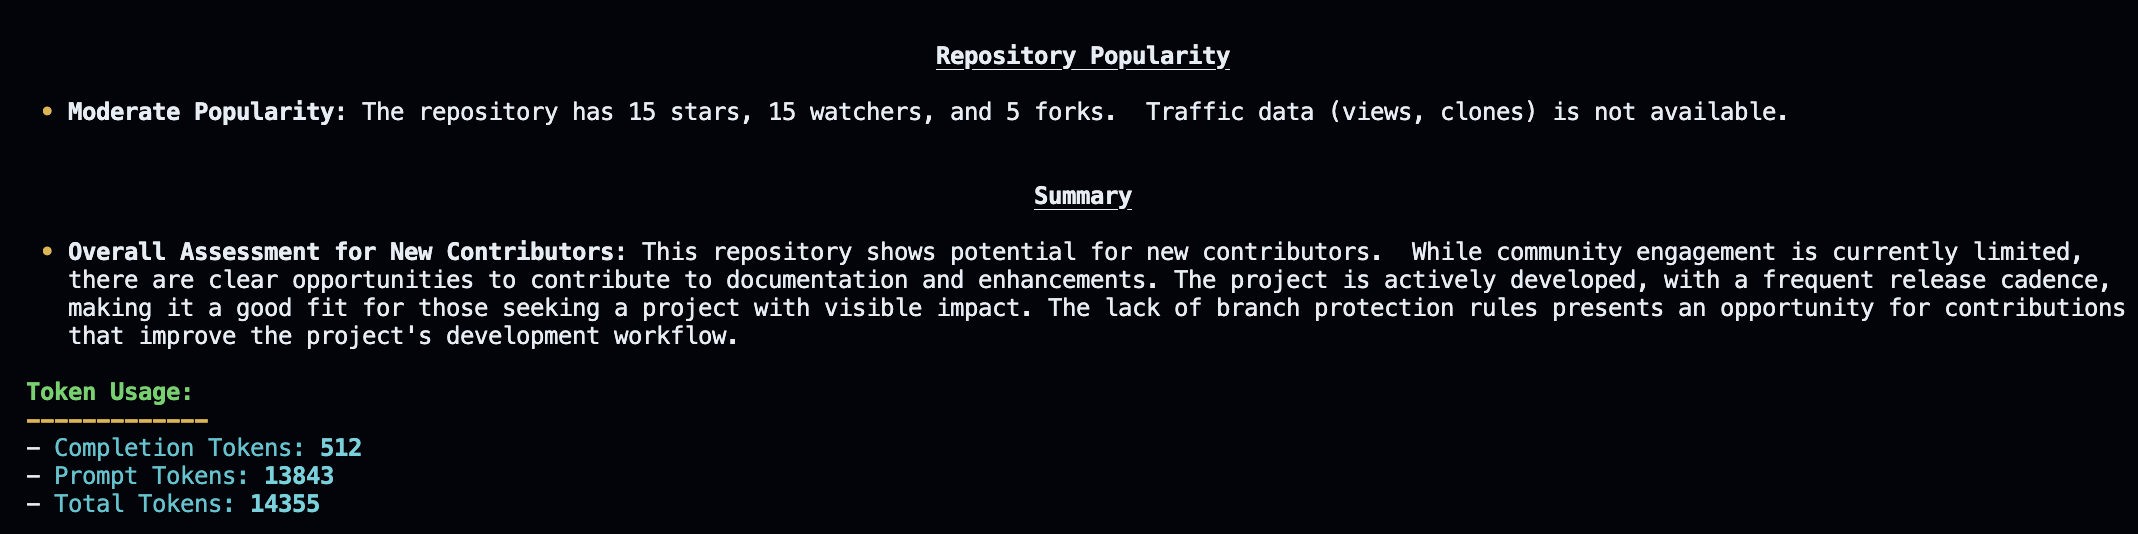 Repository Popularity
• Moderate Popularity: The repository has 15 stars, 15 watchers, and 5 forks.  Traffic data (views, clones) is not available.
Summary
• Overall Assessment for New Contributors: This repository shows potential for new contributors.  While community engagement is currently limited,
there are clear opportunities to contribute to documentation and enhancements. The project is actively developed, with a frequent release cadence,
making it a good fit for those seeking a project with visible impact. The lack of branch protection rules presents an opportunity for contributions
that improve the project's development workflow.
Token Usage:
-------------
- Completion Tokens: 512
- Prompt Tokens: 13843
- Total Tokens: 14355